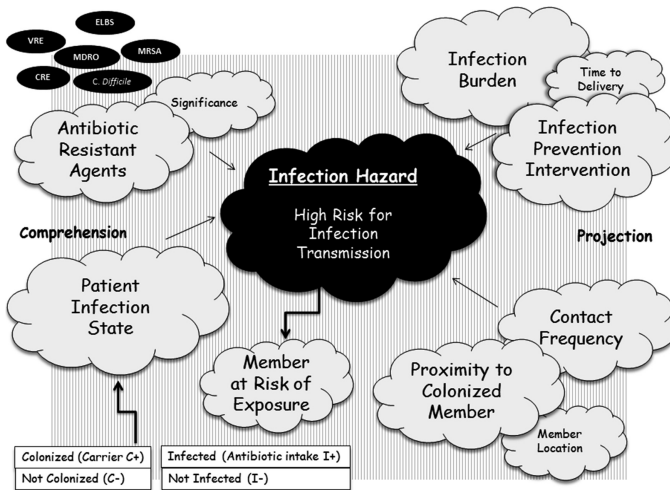 ELBS
VRE
MDRO
MRSA
CRE
C. Difficile
Significance
Antibiotic
Resistant
Agents
Infection
Burden
Time to
Delivery
Infection
Prevention
Intervention
Infection Hazard
High Risk for
Infection
Transmission
Comprehension
Projection
Patient
Infection
State
Member
at Risk of
Exposure
Contact
Frequency
Proximity to
Colonized
Member
Member
Location
Colonized (Carrier C+)
Not Colonized (C-)
Infected (Antibiotic intake I+)
Not Infected (I-)